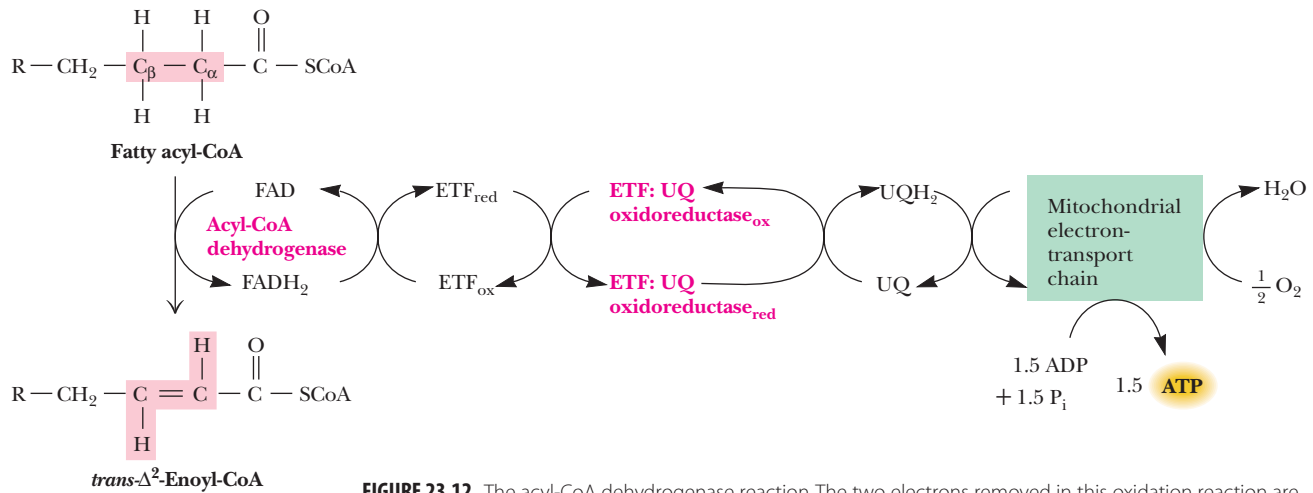 H H O
R — CH₂ — Cβ — Cα — C — SCoA
H H
Fatty acyl-CoA
FAD
Acyl-CoA
dehydrogenase
FADH₂
ETFred
ETFox
ETF: UQ
oxidoreductaseox
ETF: UQ
oxidoreductasered
UQH₂
UQ
Mitochondrial
electron-
transport
chain
H₂O
1/2 O₂
1.5 ADP
+ 1.5 Pi
1.5 ATP
H O
R — CH₂ — C = C — C — SCoA
H
trans-Δ²-Enoyl-CoA
FIGURE 23.12 The acyl-CoA dehydrogenase reaction The two electrons removed in this oxidation reaction are